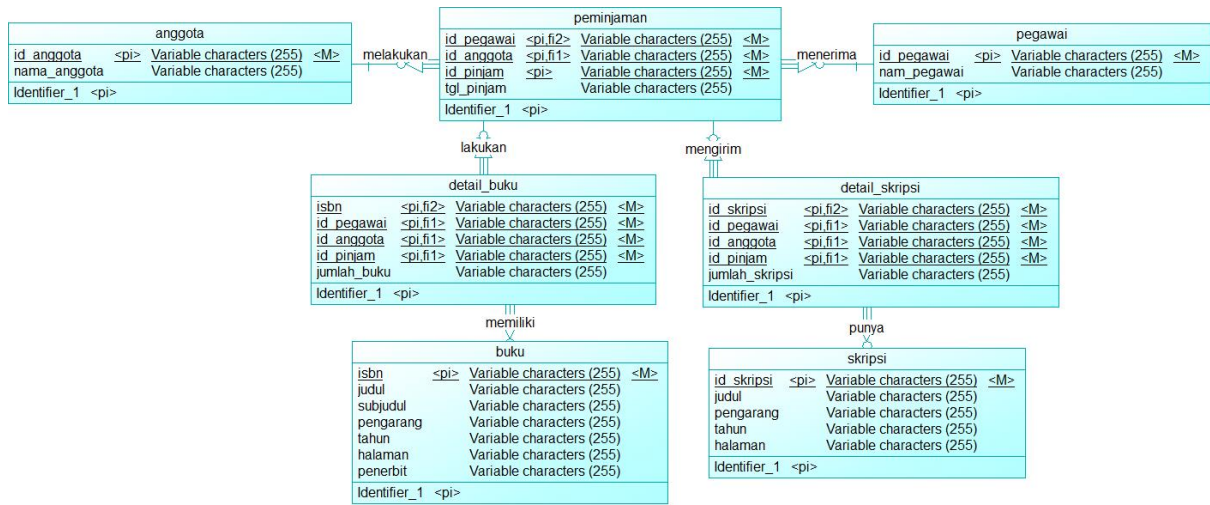 anggota
id_anggota <pi> Variable characters (255) <M>
nama_anggota Variable characters (255)
Identifier_1 <pi>
melakukan
peminjaman
id_pegawai <pi,fi2> Variable characters (255) <M>
id_anggota <pi,fi1> Variable characters (255) <M>
id_pinjam <pi> Variable characters (255) <M>
tgl_pinjam Variable characters (255)
Identifier_1 <pi>
menerima
pegawai
id_pegawai <pi> Variable characters (255) <M>
nam_pegawai Variable characters (255)
Identifier_1 <pi>
lakukan
mengirim
detail_buku
isbn <pi,fi2> Variable characters (255) <M>
id_pegawai <pi,fi1> Variable characters (255) <M>
id_anggota <pi,fi1> Variable characters (255) <M>
id_pinjam <pi,fi1> Variable characters (255) <M>
jumlah_buku Variable characters (255)
Identifier_1 <pi>
detail_skripsi
id_skripsi <pi,fi2> Variable characters (255) <M>
id_pegawai <pi,fi1> Variable characters (255) <M>
id_anggota <pi,fi1> Variable characters (255) <M>
id_pinjam <pi,fi1> Variable characters (255) <M>
jumlah_skripsi Variable characters (255)
Identifier_1 <pi>
memiliki
punya
buku
isbn <pi> Variable characters (255) <M>
judul Variable characters (255)
subjudul Variable characters (255)
pengarang Variable characters (255)
tahun Variable characters (255)
halaman Variable characters (255)
penerbit Variable characters (255)
Identifier_1 <pi>
skripsi
id_skripsi <pi> Variable characters (255) <M>
judul Variable characters (255)
pengarang Variable characters (255)
tahun Variable characters (255)
halaman Variable characters (255)
Identifier_1 <pi>